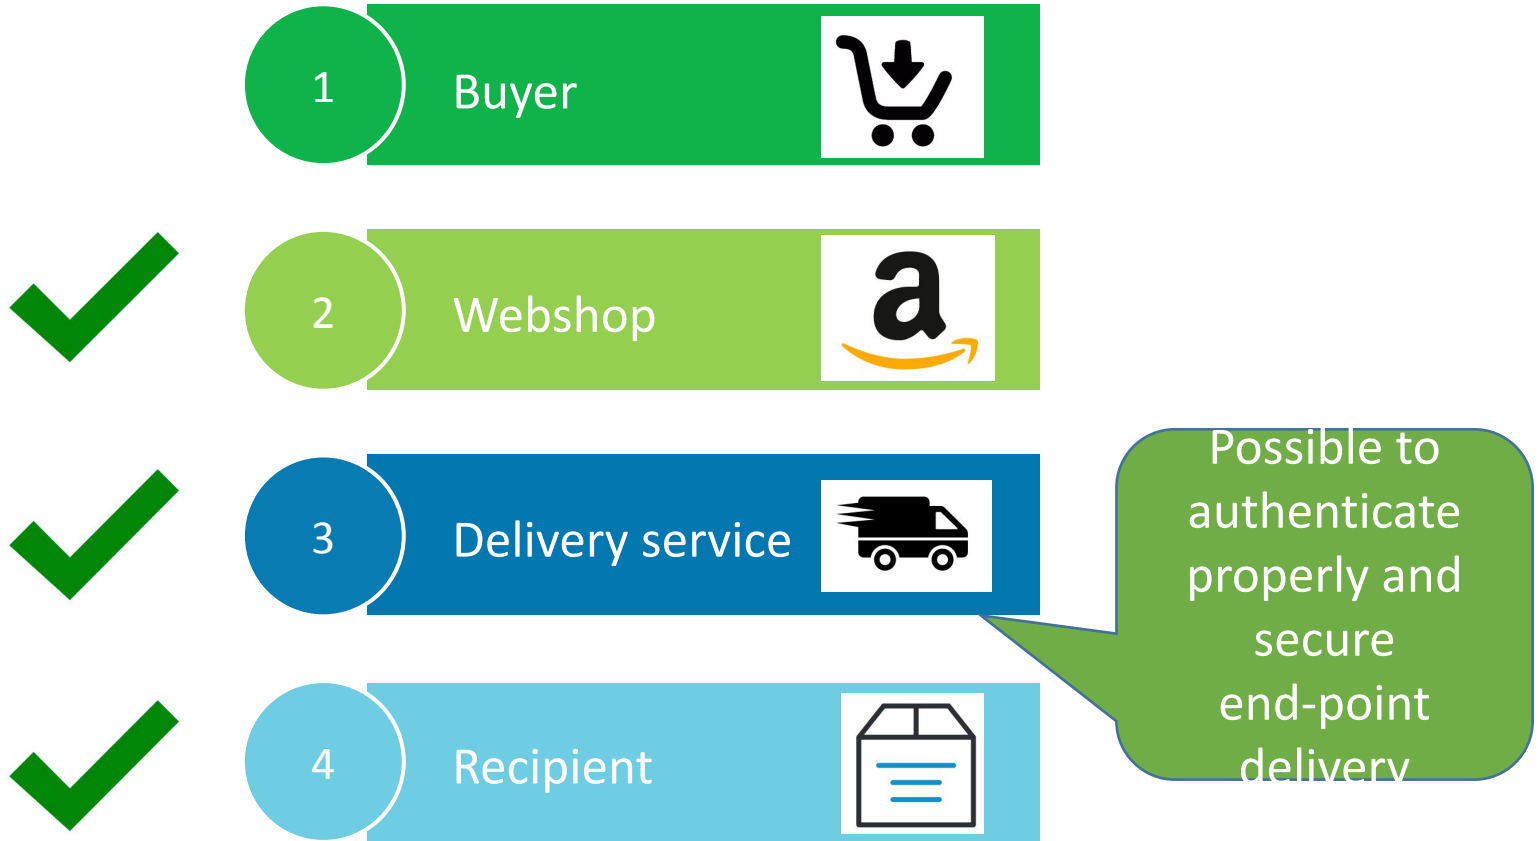 1
Buyer
2
Webshop
a
3
Delivery service
Possible to
authenticate
properly and
secure
end-point
delivery
4
Recipient